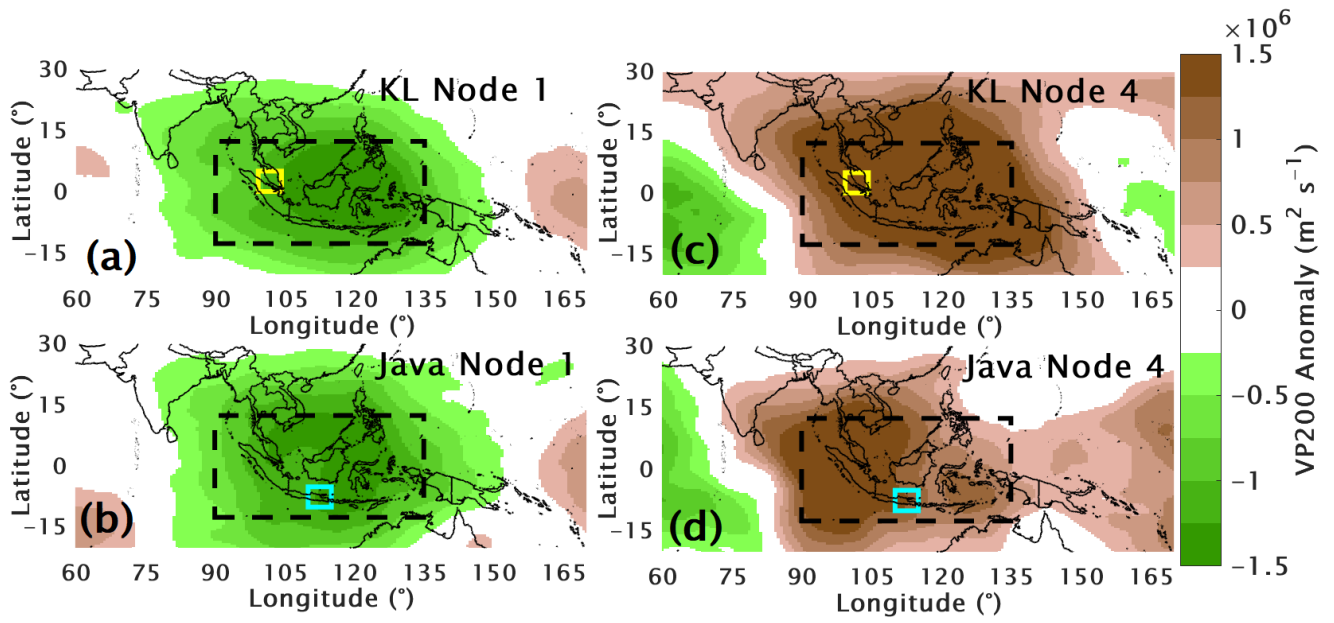 ×10⁶
30
15
0
−15
Latitude (°)
KL Node 1
(a)
60 75 90 105 120 135 150 165
Longitude (°)
KL Node 4
(c)
30
15
0
−15
Latitude (°)
60 75 90 105 120 135 150 165
Longitude (°)
30
15
0
−15
Latitude (°)
Java Node 1
(b)
60 75 90 105 120 135 150 165
Longitude (°)
30
15
0
−15
Latitude (°)
Java Node 4
(d)
60 75 90 105 120 135 150 165
Longitude (°)
1.5
1
0.5
0
−0.5
−1
−1.5
VP200 Anomaly (m² s⁻¹)